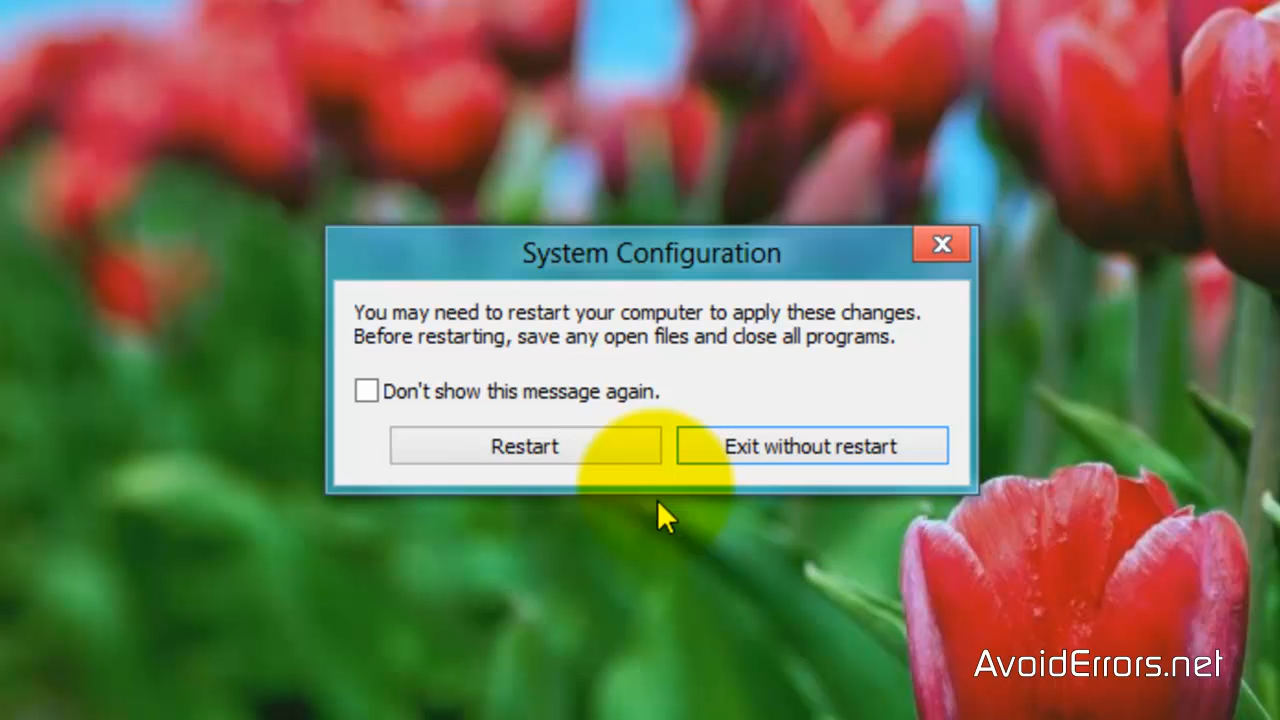 System Configuration
You may need to restart your computer to apply these changes.
Before restarting, save any open files and close all programs.
Don't show this message again.
Restart
Exit without restart
AvoidErrors.net